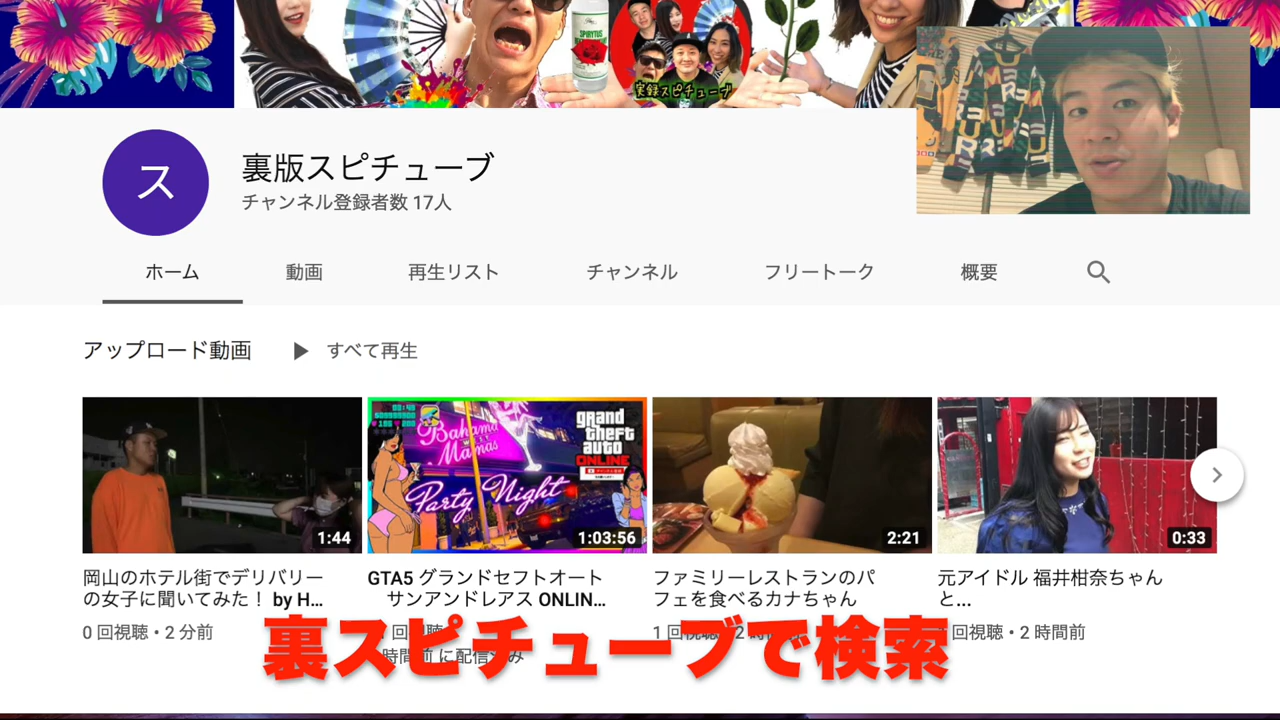 SPIRYTUS
実録スピチューブ
ス
裏版スピチューブ
チャンネル登録者数 17人
ホーム
動画
再生リスト
チャンネル
フリートーク
概要
アップロード動画
すべて再生
1:44
Bahama
Mamas
WEST
Party Night
grand
theft
auto
ONLINE
1:03:56
2:21
0:33
岡山のホテル街でデリバリー
の女子に聞いてみた！ by H...
0 回視聴・2 分前
GTA5 グランドセフトオート
サンアンドレアス ONLIN...
ファミリーレストランのパ
フェを食べるカナちゃん
元アイドル 福井柑奈ちゃん
と...
回視聴・2 時間前
裏スピチューブで検索